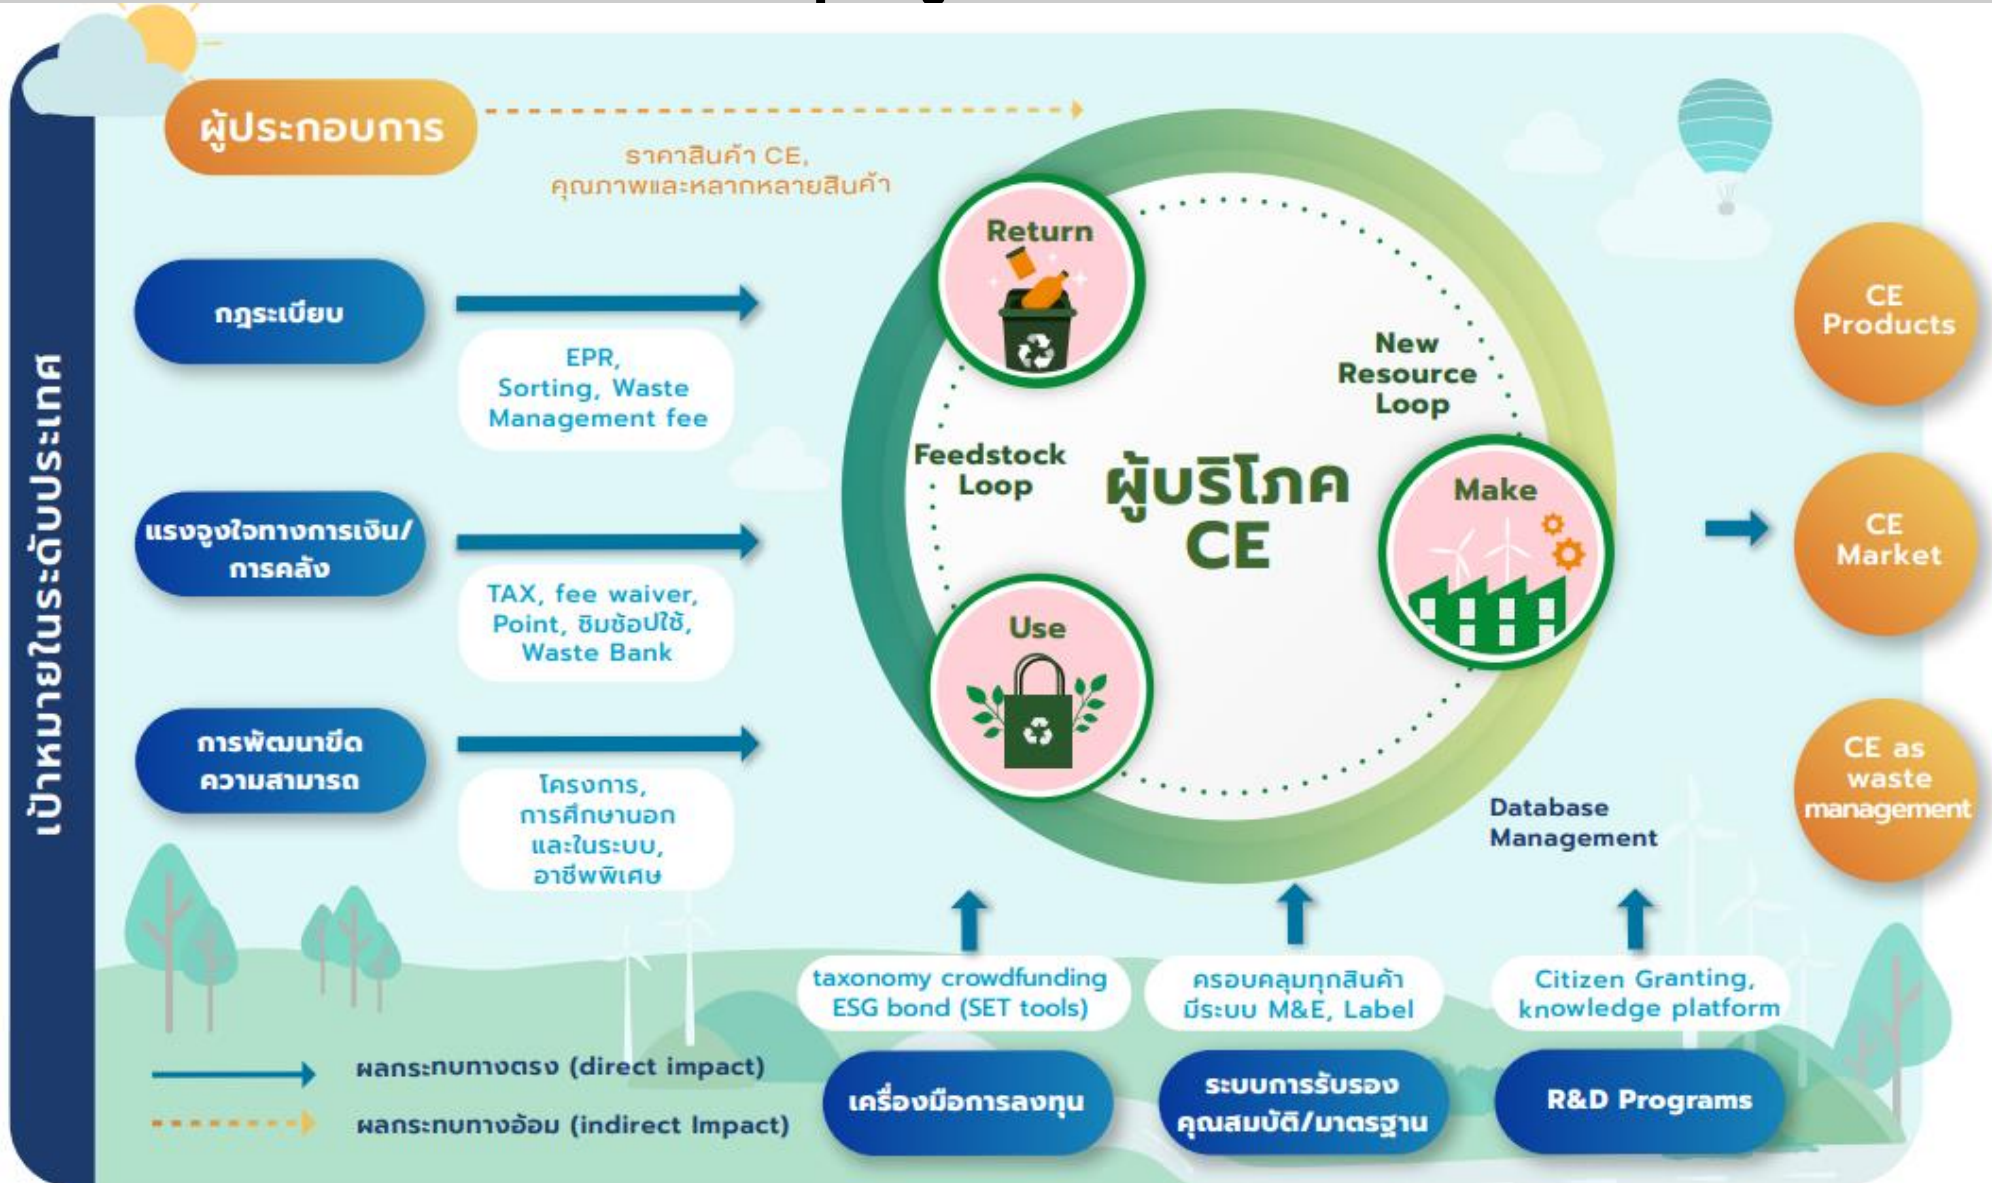 เป้าหมายในระดับประเทศ
ผู้ประกอบการ
ราคาสินค้า CE,
คุณภาพและหลากหลายสินค้า
กฎระเบียบ
EPR,
Sorting, Waste
Management fee
แรงจูงใจทางการเงิน/
การคลัง
TAX, fee waiver,
Point, ชิมช้อปใช้,
Waste Bank
การพัฒนาขีด
ความสามารถ
โครงการ,
การศึกษานอก
และในระบบ,
อาชีพพิเศษ
Return
New
Resource
Loop
Feedstock
Loop
ผู้บริโภค
CE
Make
Use
CE
Products
CE
Market
CE as
waste
management
Database
Management
taxonomy crowdfunding
ESG bond (SET tools)
ครอบคลุมทุกสินค้า
มีระบบ M&E, Label
Citizen Granting,
knowledge platform
เครื่องมือการลงทุน
ระบบการรับรอง
คุณสมบัติ/มาตรฐาน
R&D Programs
ผลกระทบทางตรง (direct impact)
ผลกระทบทางอ้อม (indirect Impact)